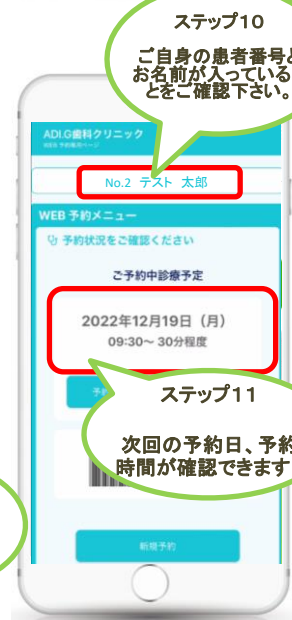 ステップ10
ご自身の患者番号と
お名前が入っている
とをご確認下さい。
ADI.G歯科クリニック
WEB 予約専用ページ
No.2 テスト 太郎
WEB 予約メニュー
予約状況をご確認ください
ご予約中診療予定
2022年12月19日（月）
09:30～ 30分程度
予
ステップ11
次回の予約日、予約
時間が確認できます
新規予約